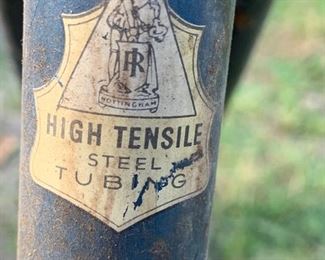 R
NOTTINGHAM
HIGH TENSILE
STEEL
TUBING